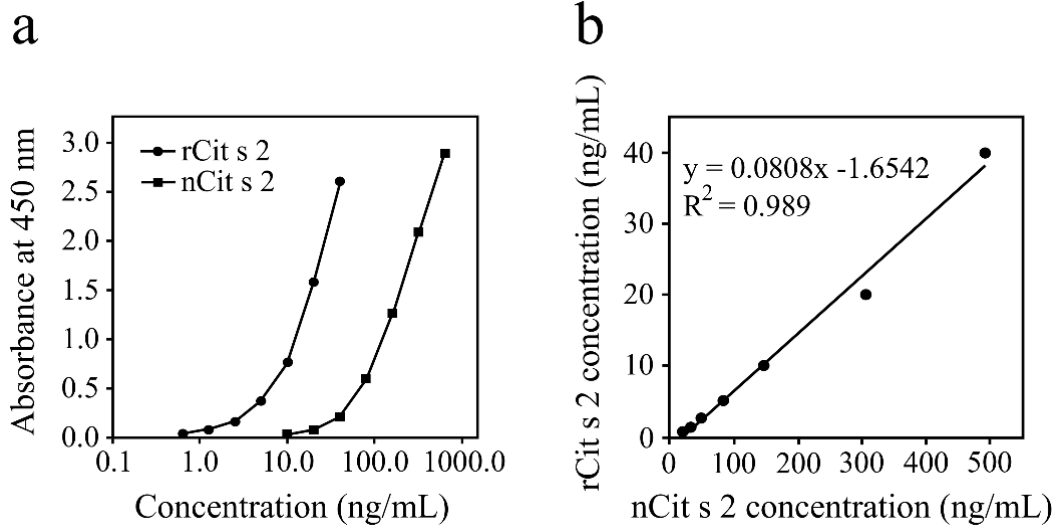 a
Absorbance at 450 nm
3.0
2.5
2.0
1.5
1.0
0.5
0.0
rCit s 2
nCit s 2
0.1
1.0
10.0
100.0
1000.0
Concentration (ng/mL)
b
rCit s 2 concentration (ng/mL)
40
30
20
10
0
y = 0.0808x -1.6542
R² = 0.989
0
100
200
300
400
500
nCit s 2 concentration (ng/mL)